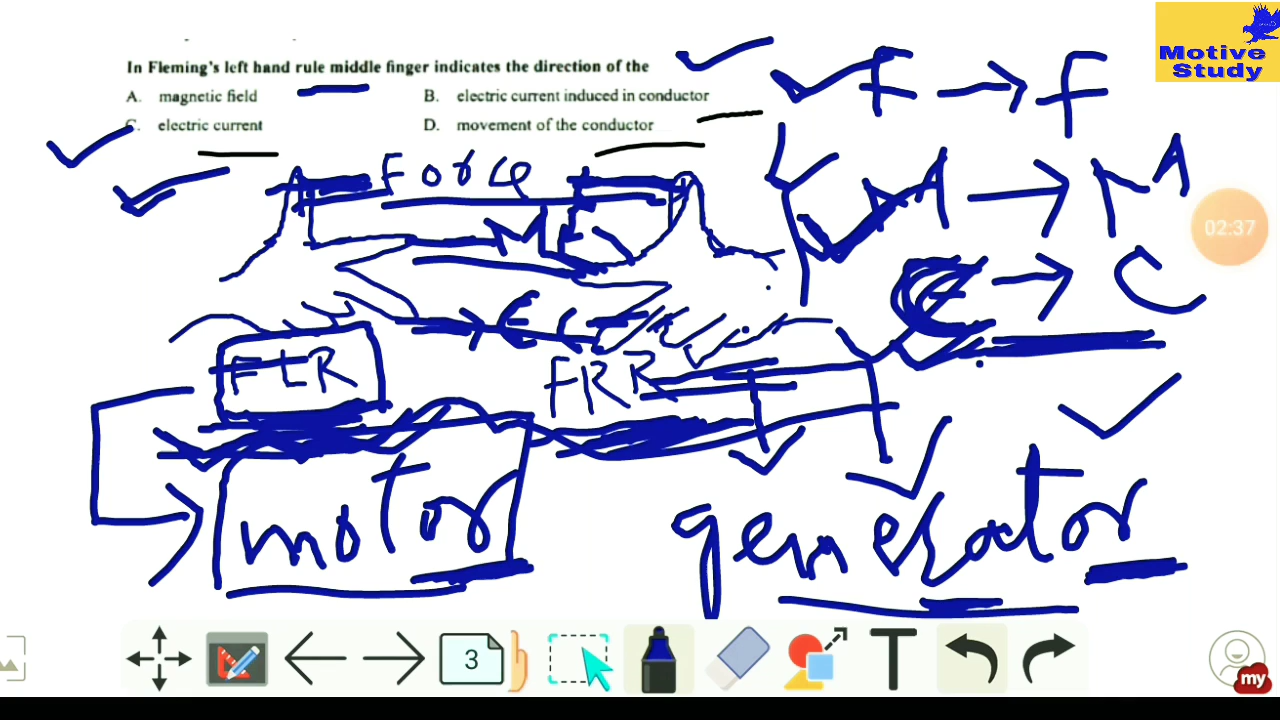 In Fleming's left hand rule middle finger indicates the direction of the
A. magnetic field
B. electric current induced in conductor
C. electric current
D. movement of the conductor
Motive
Study
F → F
M → M
→ C
Force
02:37
FLR
FRR
motor
generator
3
T
my